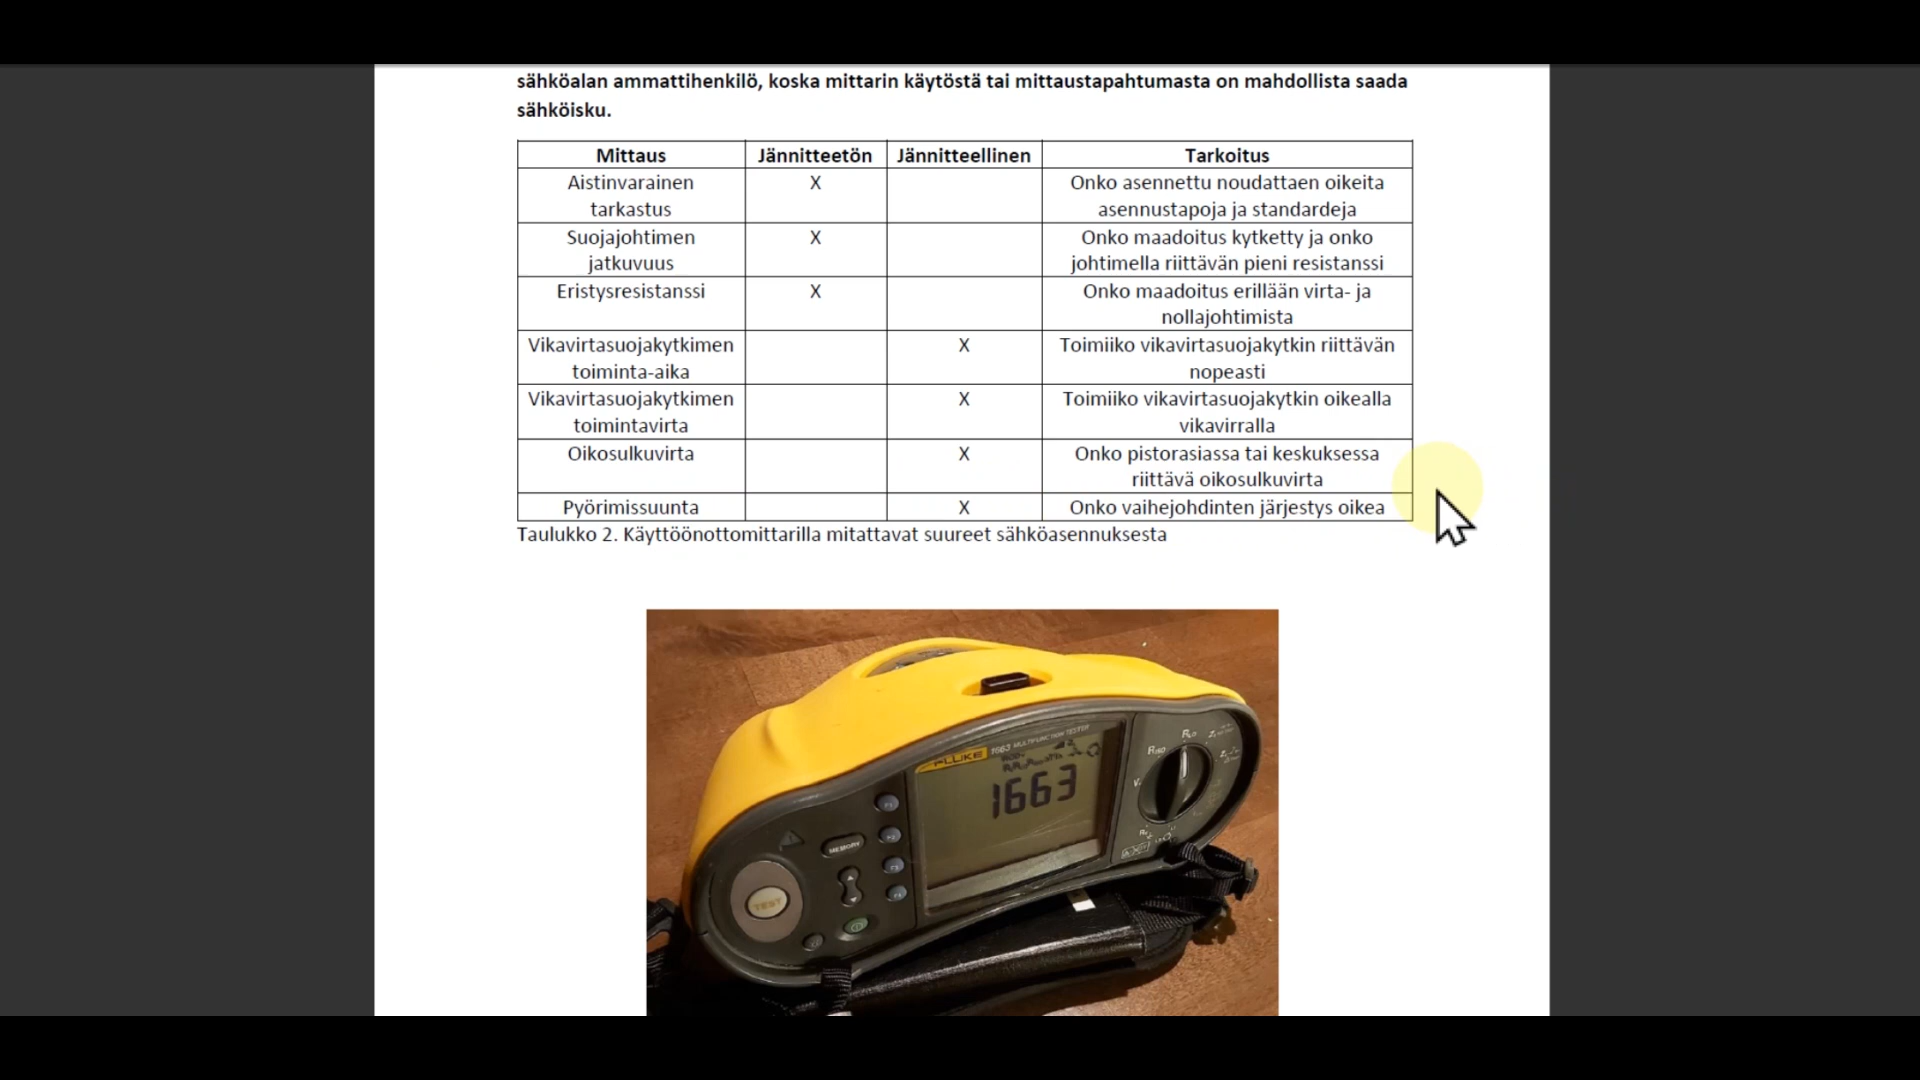 sähköalan ammattihenkilö, koska mittarin käytöstä tai mittaustapahtumasta on mahdollista saada
sähköisku.
Mittaus Jännitteetön Jännitteellinen Tarkoitus
Aistinvarainen X Onko asennettu noudattaen oikeita
tarkastus asennustapoja ja standardeja
Suojajohtimen X Onko maadoitus kytketty ja onko
jatkuvuus johtimella riittävän pieni resistanssi
Eristysresistanssi X Onko maadoitus erillään virta- ja
nollajohtimista
Vikavirtasuojakytkimen X Toimiiko vikavirtasuojakytkin riittävän
toiminta-aika nopeasti
Vikavirtasuojakytkimen X Toimiiko vikavirtasuojakytkin oikealla
toimintavirta vikavirralla
Oikosulkuvirta X Onko pistorasiassa tai keskuksessa
riittävä oikosulkuvirta
Pyörimissuunta X Onko vaihejohdinten järjestys oikea
Taulukko 2. Käyttöönottomittarilla mitattavat suureet sähköasennuksesta
FLUKE 1663 MULTIFUNCTION TESTER
1663
RISO RLO
V
MEMORY
TEST